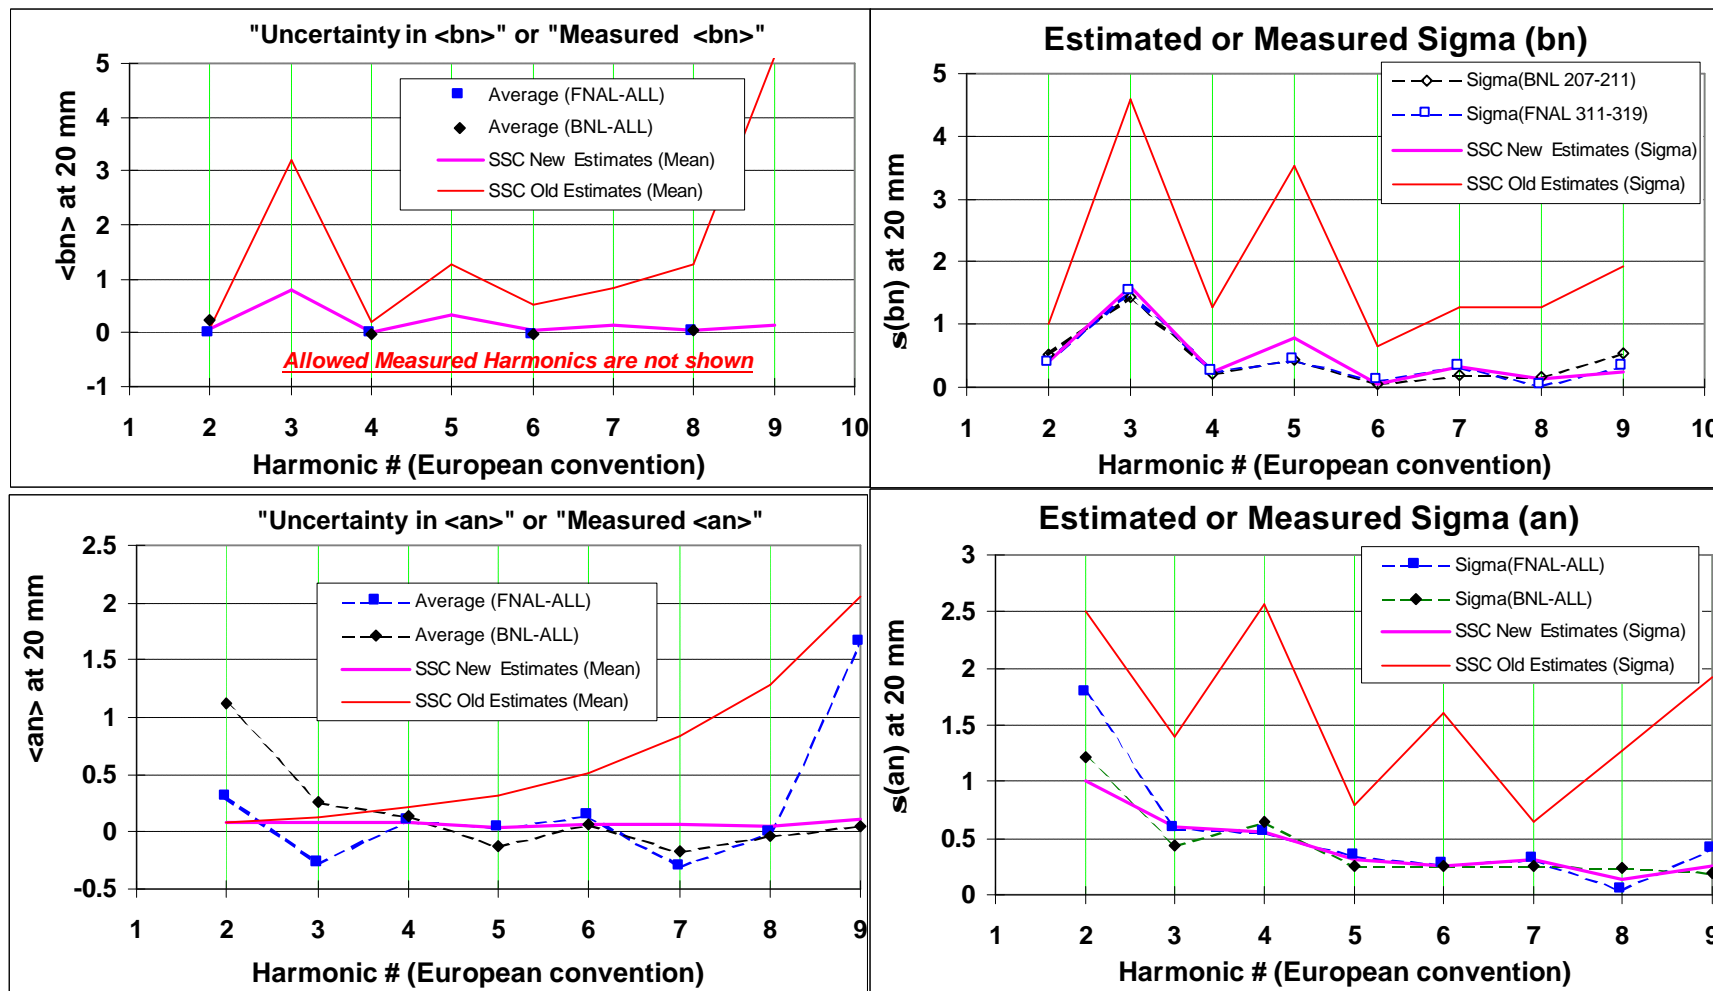 "Uncertainty in <bn>" or "Measured <bn>"
<bn> at 20 mm
5
4
3
2
1
0
-1
Average (FNAL-ALL)
Average (BNL-ALL)
SSC New Estimates (Mean)
SSC Old Estimates (Mean)
Allowed Measured Harmonics are not shown
1 2 3 4 5 6 7 8 9 10
Harmonic # (European convention)
Estimated or Measured Sigma (bn)
s(bn) at 20 mm
5
4
3
2
1
0
Sigma(BNL 207-211)
Sigma(FNAL 311-319)
SSC New Estimates (Sigma)
SSC Old Estimates (Sigma)
1 2 3 4 5 6 7 8 9 10
Harmonic # (European convention)
"Uncertainty in <an>" or "Measured <an>"
<an> at 20 mm
2.5
2
1.5
1
0.5
0
-0.5
Average (FNAL-ALL)
Average (BNL-ALL)
SSC New Estimates (Mean)
SSC Old Estimates (Mean)
1 2 3 4 5 6 7 8 9
Harmonic # (European convention)
Estimated or Measured Sigma (an)
s(an) at 20 mm
3
2.5
2
1.5
1
0.5
0
Sigma(FNAL-ALL)
Sigma(BNL-ALL)
SSC New Estimates (Sigma)
SSC Old Estimates (Sigma)
1 2 3 4 5 6 7 8 9
Harmonic # (European convention)